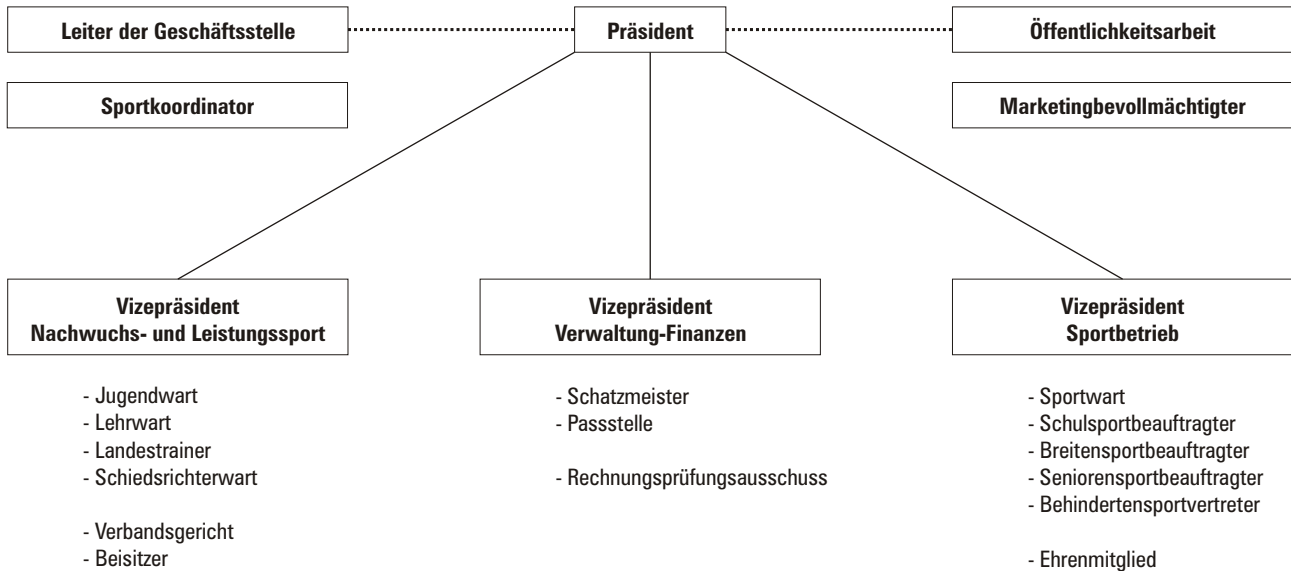 Leiter der Geschäftsstelle
Präsident
Öffentlichkeitsarbeit
Sportkoordinator
Marketingbevollmächtigter
Vizepräsident
Nachwuchs- und Leistungssport
Vizepräsident
Verwaltung-Finanzen
Vizepräsident
Sportbetrieb
- Jugendwart
- Lehrwart
- Landestrainer
- Schiedsrichterwart
- Verbandsgericht
- Beisitzer
- Schatzmeister
- Passstelle
- Rechnungsprüfungsausschuss
- Sportwart
- Schulsportbeauftragter
- Breitensportbeauftragter
- Seniorensportbeauftragter
- Behindertensportvertreter
- Ehrenmitglied